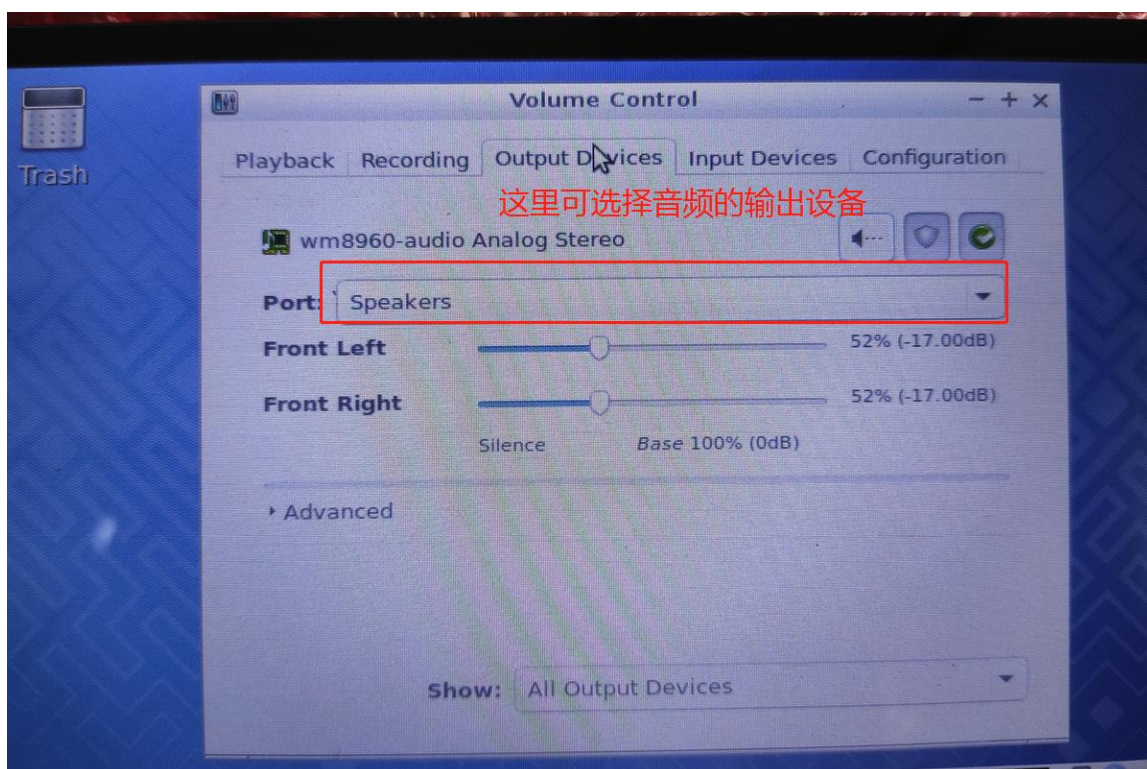 Volume Control
Trash
Playback Recording Output Devices Input Devices Configuration
这里可选择音频的输出设备
wm8960-audio Analog Stereo
Port: Speakers
Front Left 52% (-17.00dB)
Front Right 52% (-17.00dB)
Silence Base 100% (0dB)
Advanced
Show: All Output Devices